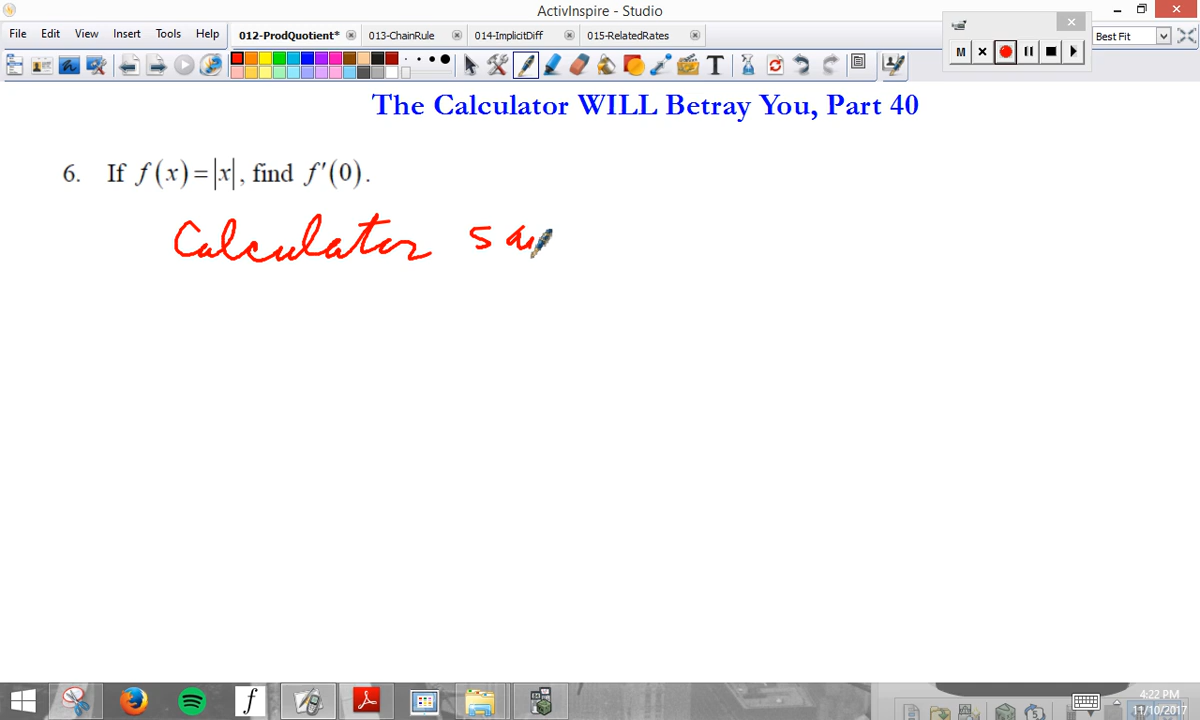 ActivInspire - Studio
File Edit View Insert Tools Help 012-ProdQuotient* 013-ChainRule 014-ImplicitDiff 015-RelatedRates
M
Best Fit
T
The Calculator WILL Betray You, Part 40
6. If f(x)=|x|, find f′(0).
Calculator say
f
4:22 PM
11/10/2017